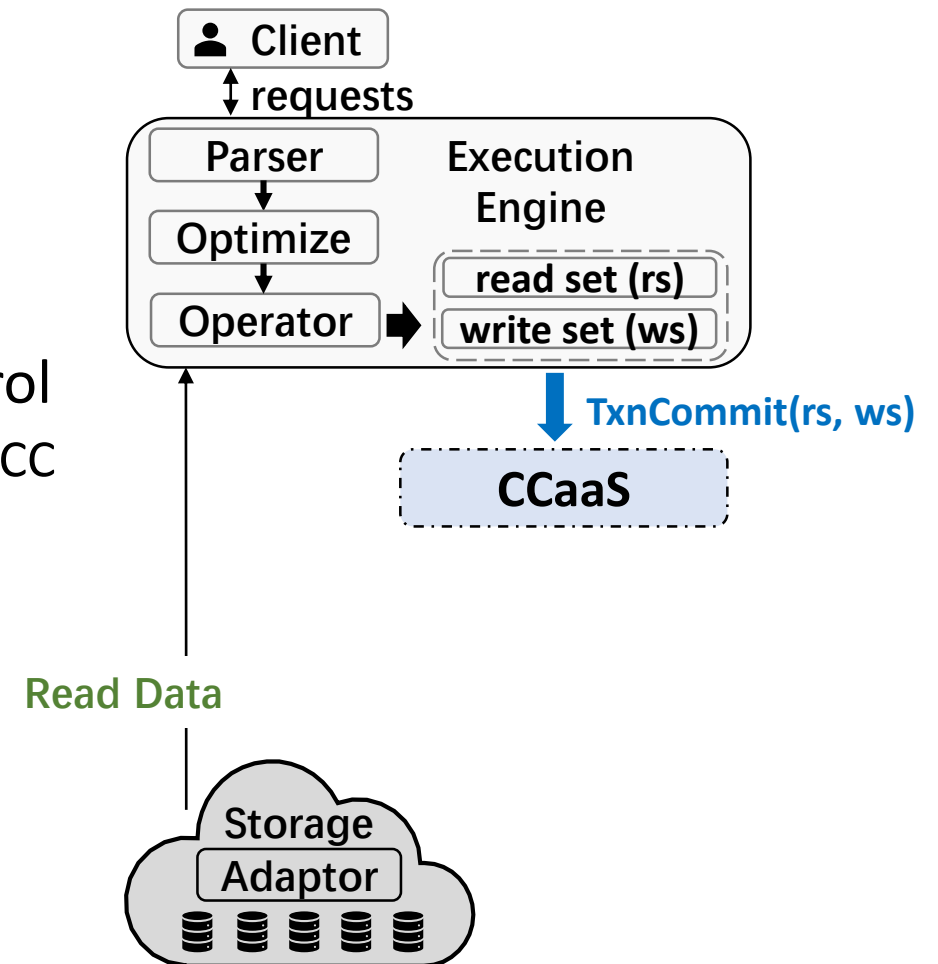 Client
requests
Parser
Execution
Engine
Optimize
read set (rs)
Operator
write set (ws)
rol
TxnCommit(rs, ws)
CC
CCaaS
Read Data
Storage
Adaptor